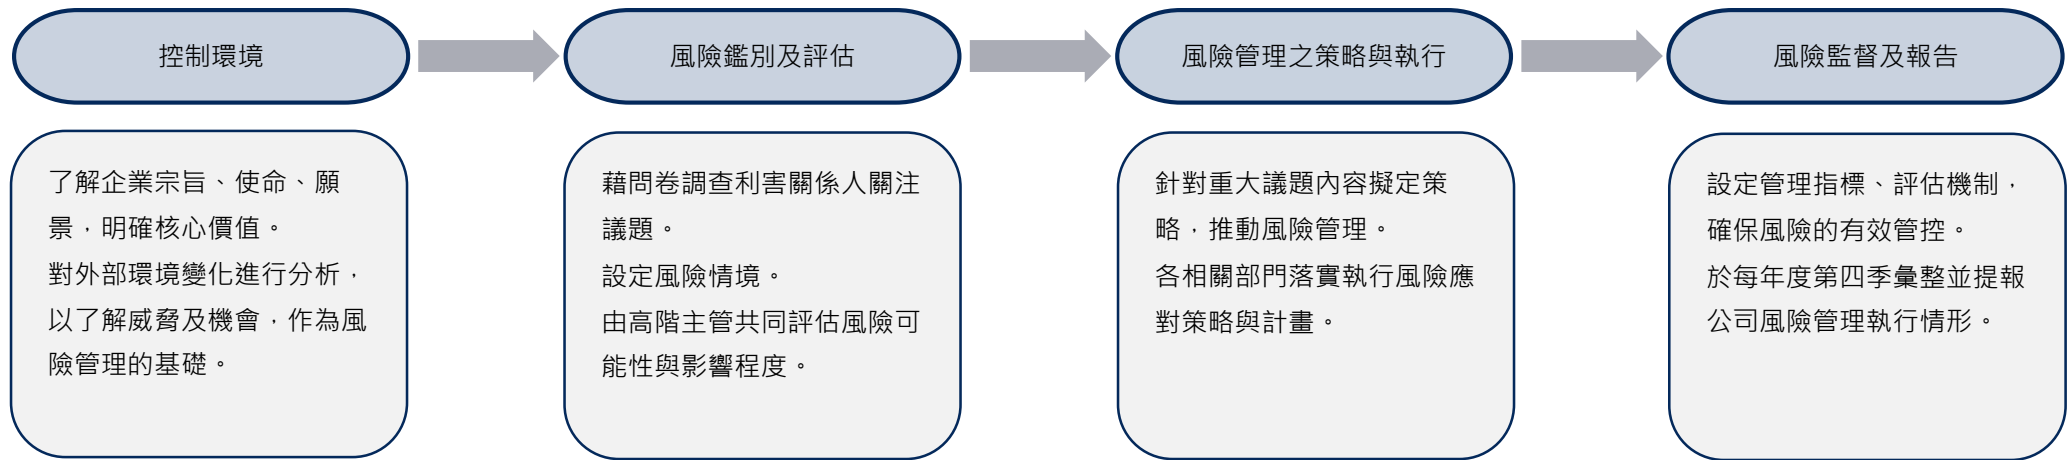 控制環境
風險鑑別及評估
風險管理之策略與執行
風險監督及報告
了解企業宗旨、使命、願
景，明確核心價值。
對外部環境變化進行分析，
以了解威脅及機會，作為風
險管理的基礎。
藉問卷調查利害關係人關注
議題。
設定風險情境。
由高階主管共同評估風險可
能性與影響程度。
針對重大議題內容擬定策
略，推動風險管理。
各相關部門落實執行風險應
對策略與計畫。
設定管理指標、評估機制，
確保風險的有效管控。
於每年度第四季彙整並提報
公司風險管理執行情形。